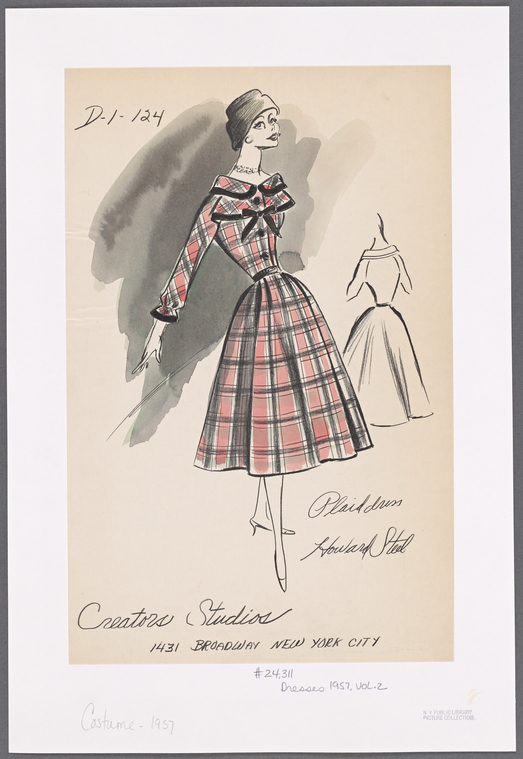 D-1-124
Plaid dress
Howard Steel
Creators Studios
1431 BROADWAY NEW YORK CITY
#24,311
Dresses 1957, VOL. 2
Costume - 1957
N. Y. PUBLIC LIBRARY
PICTURE COLLECTION